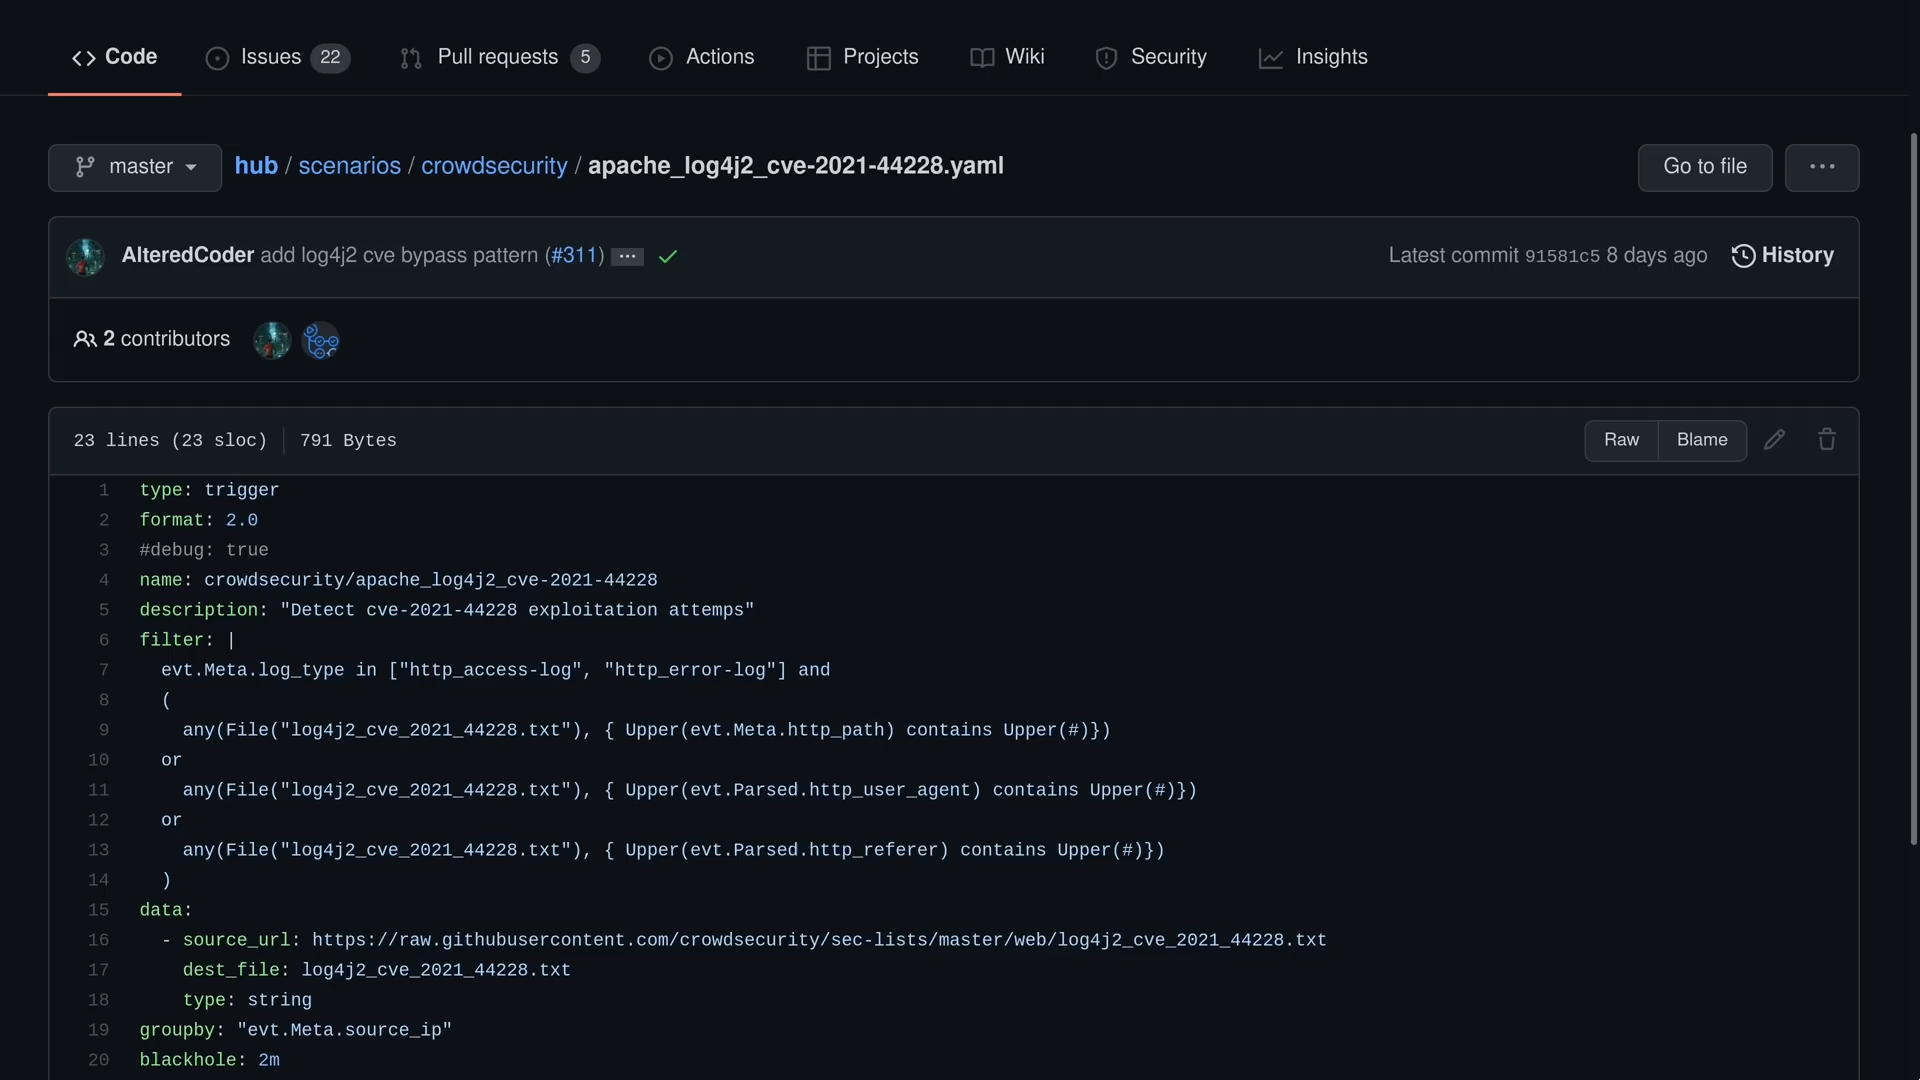 Code Issues 22 Pull requests 5 Actions Projects Wiki Security Insights
master hub / scenarios / crowdsecurity / apache_log4j2_cve-2021-44228.yaml Go to file ...
AlteredCoder add log4j2 cve bypass pattern (#311) ... Latest commit 91581c5 8 days ago History
2 contributors
23 lines (23 sloc) 791 Bytes Raw Blame
1 type: trigger
2 format: 2.0
3 #debug: true
4 name: crowdsecurity/apache_log4j2_cve-2021-44228
5 description: "Detect cve-2021-44228 exploitation attemps"
6 filter: |
7 evt.Meta.log_type in ["http_access-log", "http_error-log"] and
8 (
9 any(File("log4j2_cve_2021_44228.txt"), { Upper(evt.Meta.http_path) contains Upper(#)})
10 or
11 any(File("log4j2_cve_2021_44228.txt"), { Upper(evt.Parsed.http_user_agent) contains Upper(#)})
12 or
13 any(File("log4j2_cve_2021_44228.txt"), { Upper(evt.Parsed.http_referer) contains Upper(#)})
14 )
15 data:
16 - source_url: https://raw.githubusercontent.com/crowdsecurity/sec-lists/master/web/log4j2_cve_2021_44228.txt
17 dest_file: log4j2_cve_2021_44228.txt
18 type: string
19 groupby: "evt.Meta.source_ip"
20 blackhole: 2m